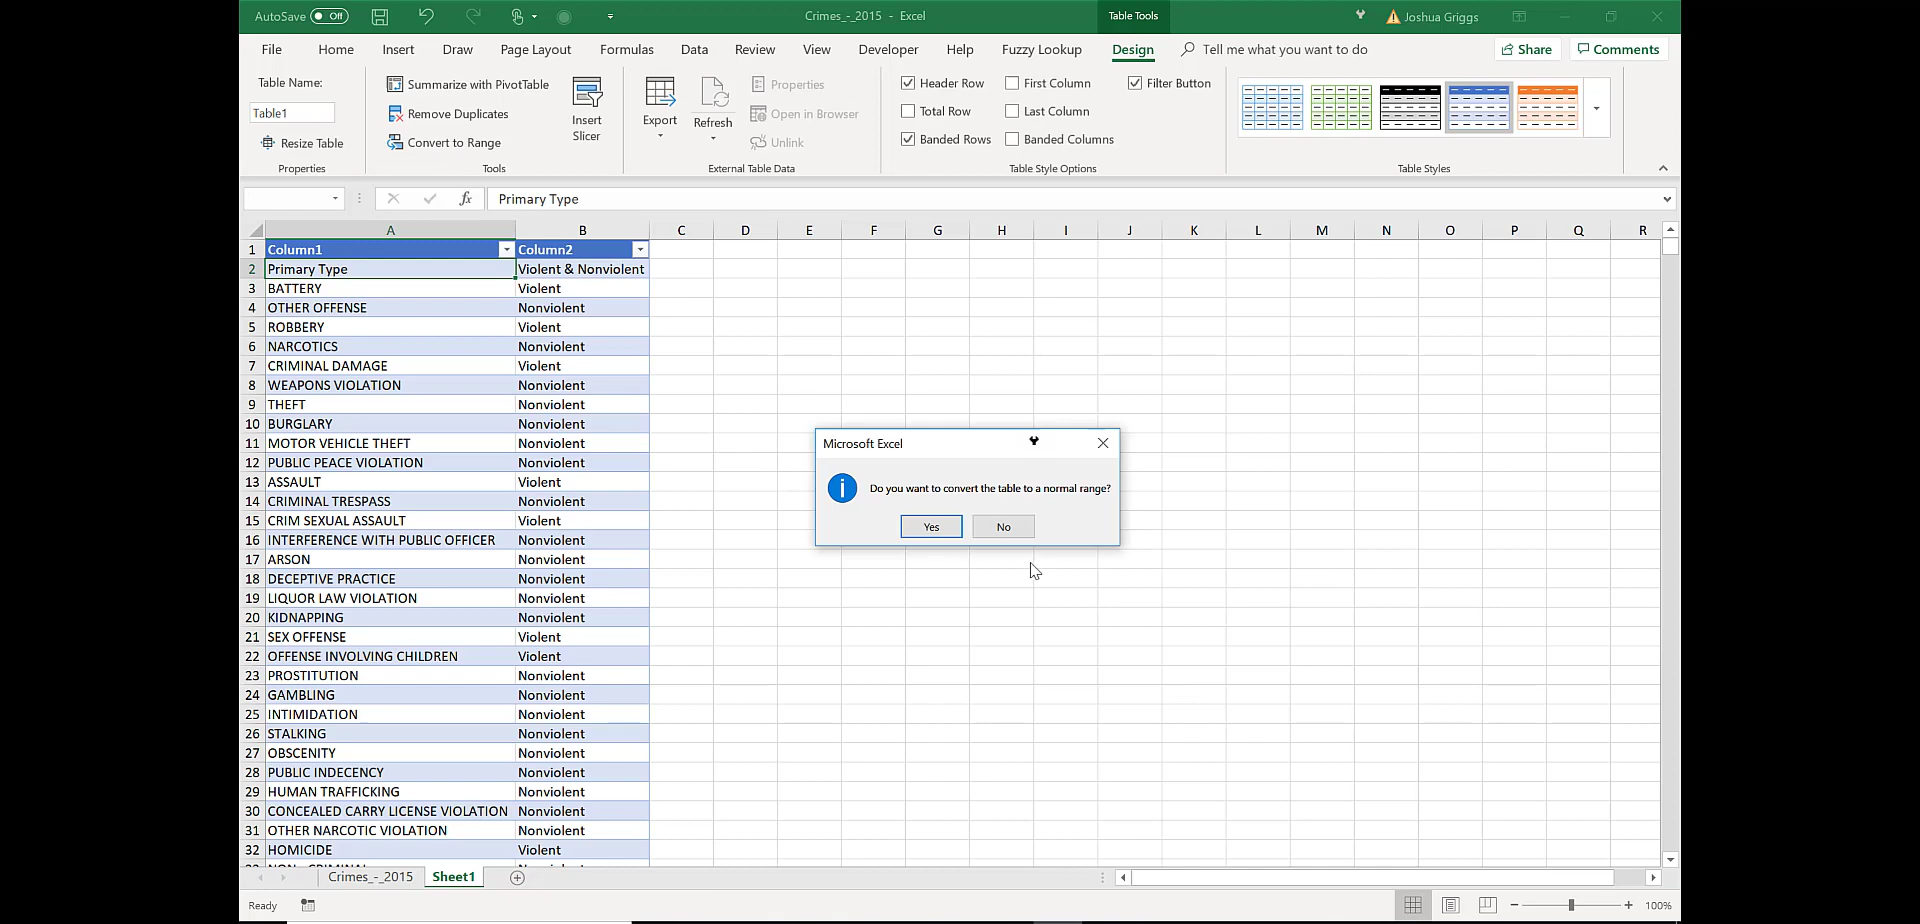 AutoSave Off Crimes_-_2015 - Excel Table Tools Joshua Griggs
File Home Insert Draw Page Layout Formulas Data Review View Developer Help Fuzzy Lookup Design Tell me what you want to do Share Comments
Table Name:
Table1
Resize Table
Properties
Summarize with PivotTable
Remove Duplicates
Convert to Range
Insert
Slicer
Tools
Export
Refresh
Properties
Open in Browser
Unlink
External Table Data
Header Row First Column Filter Button
Total Row Last Column
Banded Rows Banded Columns
Table Style Options
Table Styles
fx Primary Type
A B C D E F G H I J K L M N O P Q R
1 Column1 Column2
2 Primary Type Violent & Nonviolent
3 BATTERY Violent
4 OTHER OFFENSE Nonviolent
5 ROBBERY Violent
6 NARCOTICS Nonviolent
7 CRIMINAL DAMAGE Violent
8 WEAPONS VIOLATION Nonviolent
9 THEFT Nonviolent
10 BURGLARY Nonviolent
11 MOTOR VEHICLE THEFT Nonviolent
12 PUBLIC PEACE VIOLATION Nonviolent
13 ASSAULT Violent
14 CRIMINAL TRESPASS Nonviolent
15 CRIM SEXUAL ASSAULT Violent
16 INTERFERENCE WITH PUBLIC OFFICER Nonviolent
17 ARSON Nonviolent
18 DECEPTIVE PRACTICE Nonviolent
19 LIQUOR LAW VIOLATION Nonviolent
20 KIDNAPPING Nonviolent
21 SEX OFFENSE Violent
22 OFFENSE INVOLVING CHILDREN Violent
23 PROSTITUTION Nonviolent
24 GAMBLING Nonviolent
25 INTIMIDATION Nonviolent
26 STALKING Nonviolent
27 OBSCENITY Nonviolent
28 PUBLIC INDECENCY Nonviolent
29 HUMAN TRAFFICKING Nonviolent
30 CONCEALED CARRY LICENSE VIOLATION Nonviolent
31 OTHER NARCOTIC VIOLATION Nonviolent
32 HOMICIDE Violent
Microsoft Excel
Do you want to convert the table to a normal range?
Yes No
Crimes_-_2015 Sheet1
Ready 100%